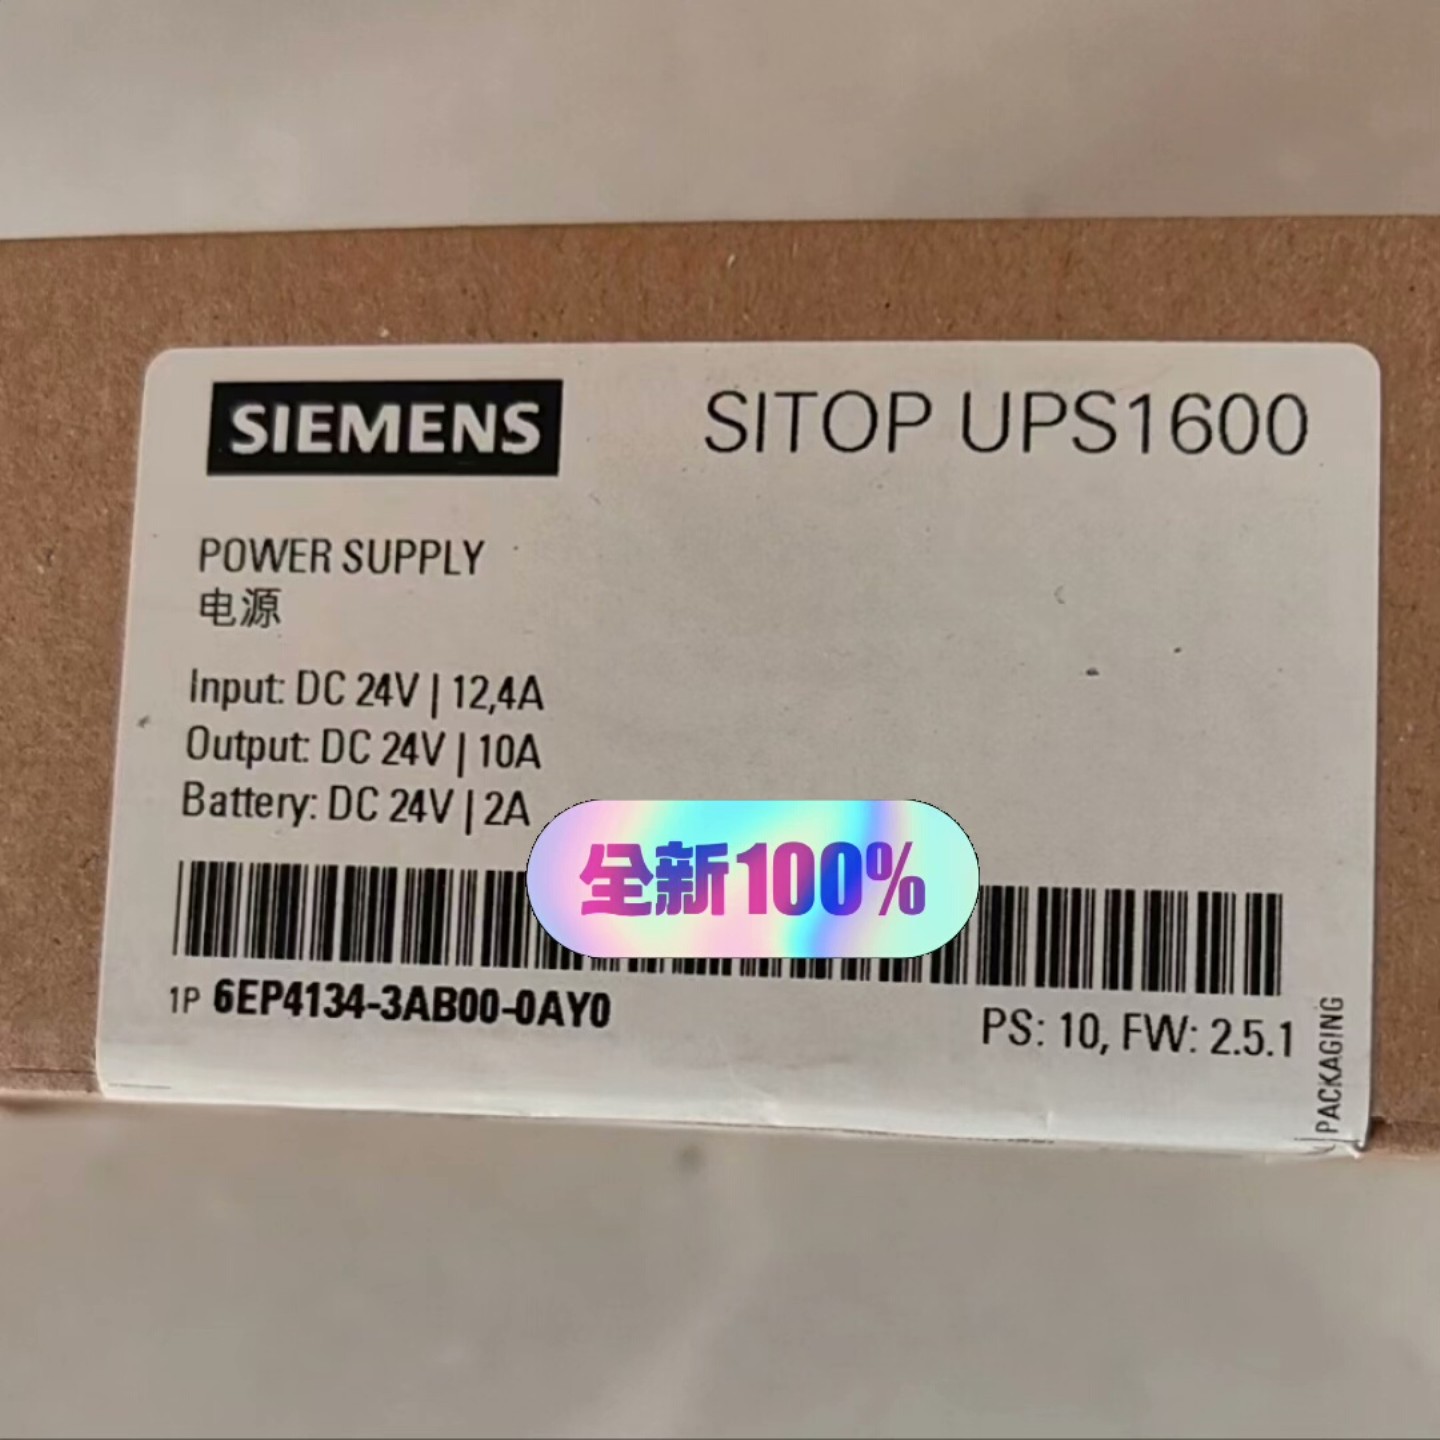 SIEMENS
SITOP UPS1600
POWER SUPPLY
电源
Input: DC 24V | 12,4A
Output: DC 24V | 10A
Battery: DC 24V | 2A
全新100%
1P 6EP4134-3AB00-0AY0
PS: 10, FW: 2.5.1
PACKAGING